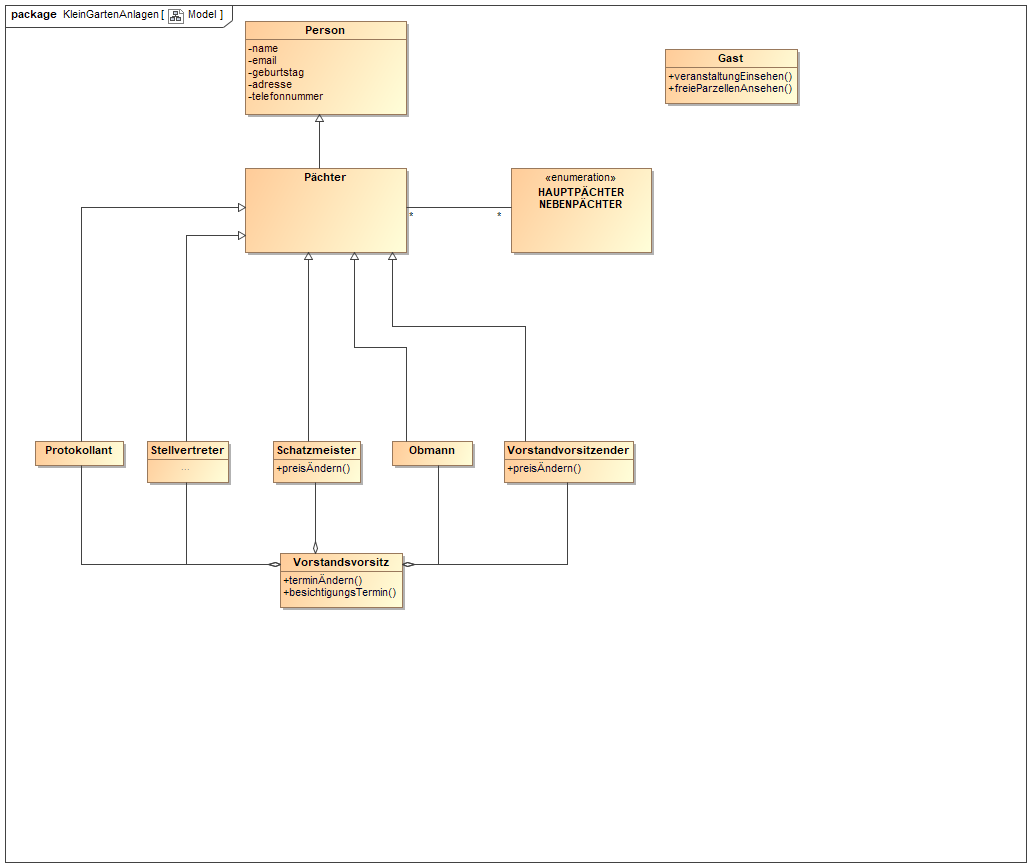 package KleinGartenAnlagen [ Model ]
Person
-name
-email
-geburtstag
-adresse
-telefonnummer
Gast
+veranstaltungEinsehen()
+freieParzellenAnsehen()
Pächter
«enumeration»
HAUPTPÄCHTER
NEBENPÄCHTER
* *
Protokollant
Stellvertreter
...
Schatzmeister
+preisÄndern()
Obmann
Vorstandvorsitzender
+preisÄndern()
Vorstandsvorsitz
+terminÄndern()
+besichtigungsTermin()